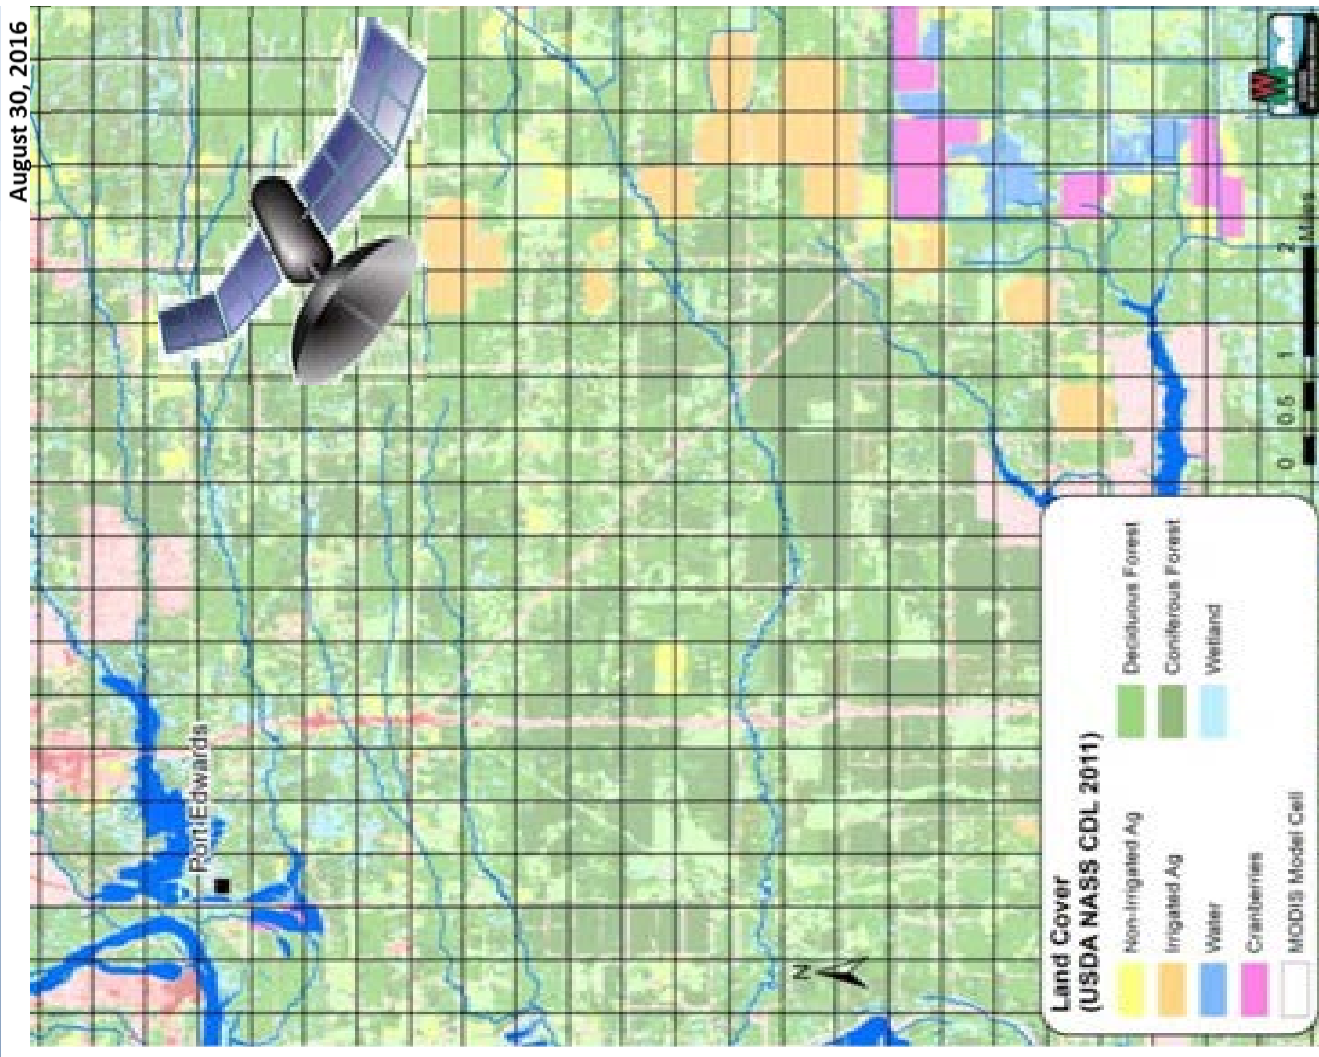 August 30, 2016
Port Edwards
N
Land Cover
(USDA NASS CDL 2011)
Non-Irrigated Ag
Irrigated Ag
Water
Cranberries
MODIS Model Cell
Deciduous Forest
Coniferous Forest
Wetland
0 0.5 1 2
Miles
W